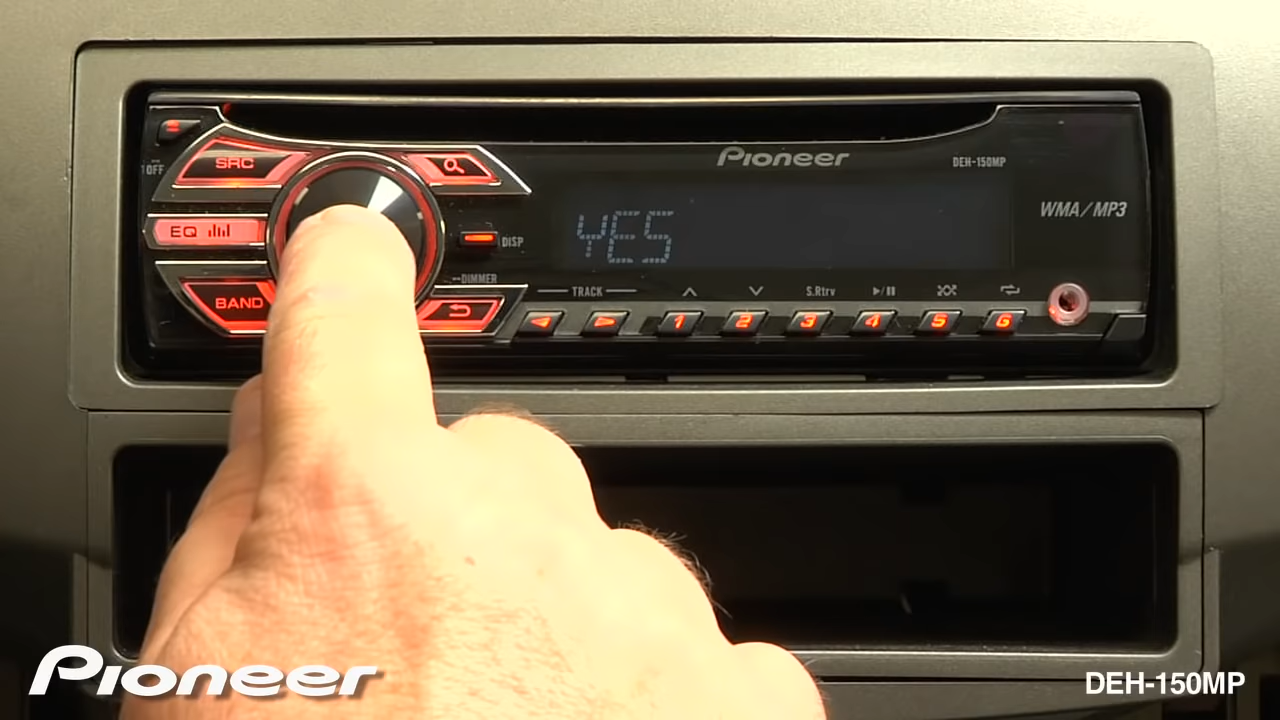 SRC
OFF
EQ
BAND
DISP
DIMMER
Pioneer
DEH-150MP
WMA/MP3
YES
TRACK
S.Rtrv
1 2 3 4 5 6
Pioneer
DEH-150MP